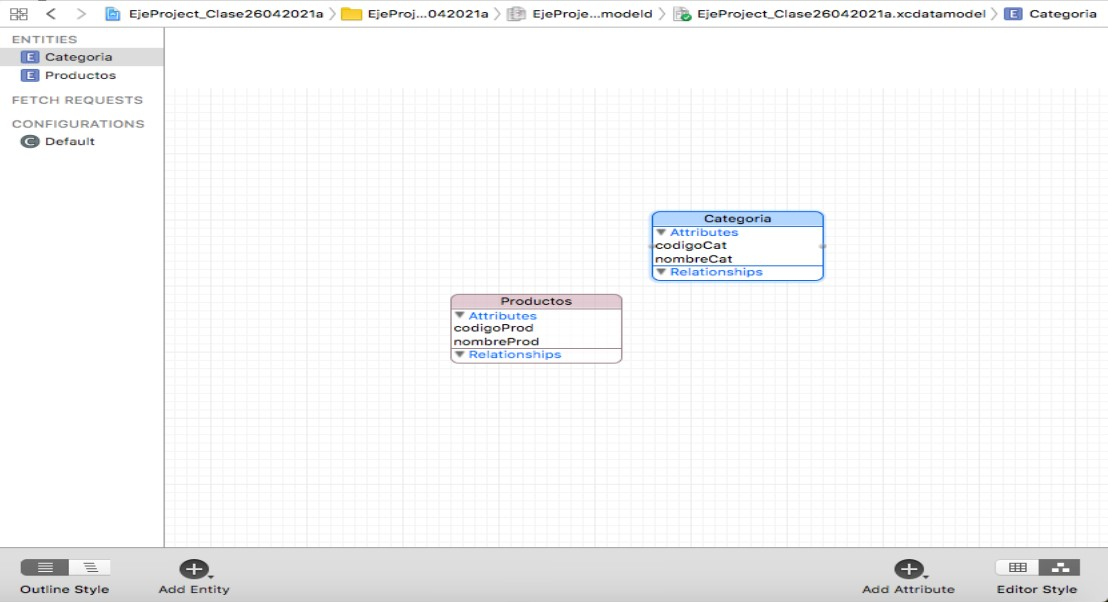 EjeProject_Clase26042021a EjeProj...042021a EjeProje...modeld EjeProject_Clase26042021a.xcdatamodel E Categoria
ENTITIES
E Categoria
E Productos
FETCH REQUESTS
CONFIGURATIONS
C Default
Categoria
Attributes
codigoCat
nombreCat
Relationships
Productos
Attributes
codigoProd
nombreProd
Relationships
Outline Style
Add Entity
Add Attribute
Editor Style